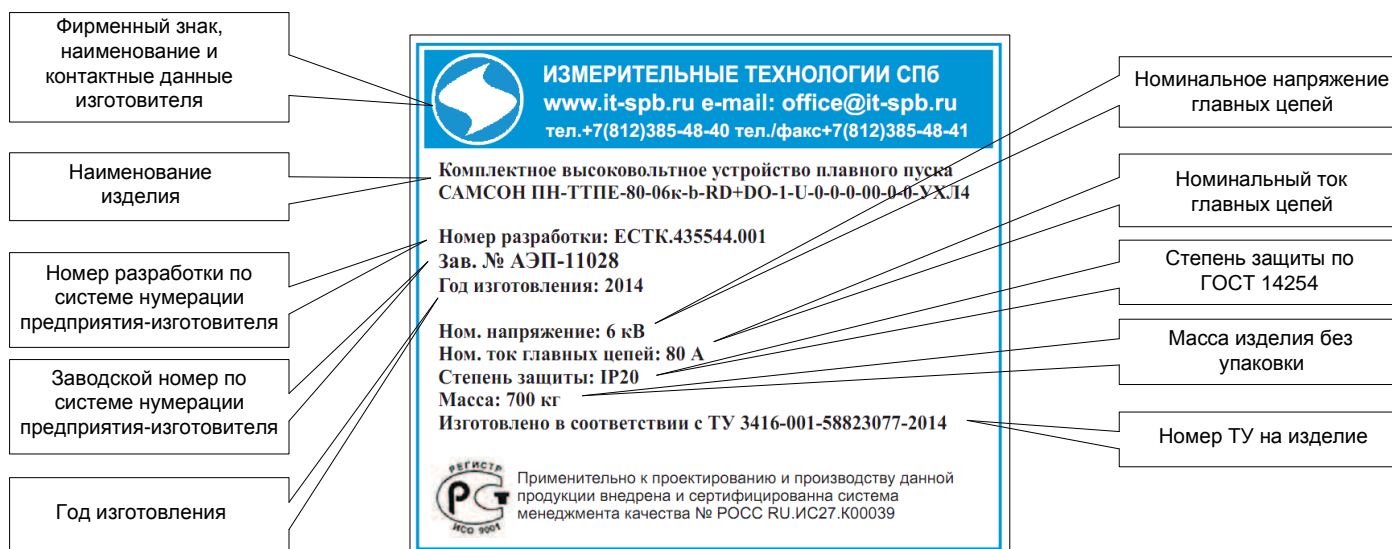 Фирменный знак,
наименование и
контактные данные
изготовителя
Наименование
изделия
Номер разработки по
системе нумерации
предприятия-изготовителя
Заводской номер по
системе нумерации
предприятия-изготовителя
Год изготовления
ИЗМЕРИТЕЛЬНЫЕ ТЕХНОЛОГИИ СПб
www.it-spb.ru e-mail: office@it-spb.ru
тел.+7(812)385-48-40 тел./факс+7(812)385-48-41
Комплектное высоковольтное устройство плавного пуска
САМСОН ПН-ТТПЕ-80-06к-b-RD+DO-1-U-0-0-0-00-0-0-УХЛ4
Номер разработки: ЕСТК.435544.001
Зав. № АЭП-11028
Год изготовления: 2014
Ном. напряжение: 6 кВ
Ном. ток главных цепей: 80 А
Степень защиты: IP20
Масса: 700 кг
Изготовлено в соответствии с ТУ 3416-001-58823077-2014
РЕГИСТР
РСТ
ИСО 9001
Применительно к проектированию и производству данной
продукции внедрена и сертифицированна система
менеджмента качества № РОСС RU.ИС27.К00039
Номинальное напряжение
главных цепей
Номинальный ток
главных цепей
Степень защиты по
ГОСТ 14254
Масса изделия без
упаковки
Номер ТУ на изделие